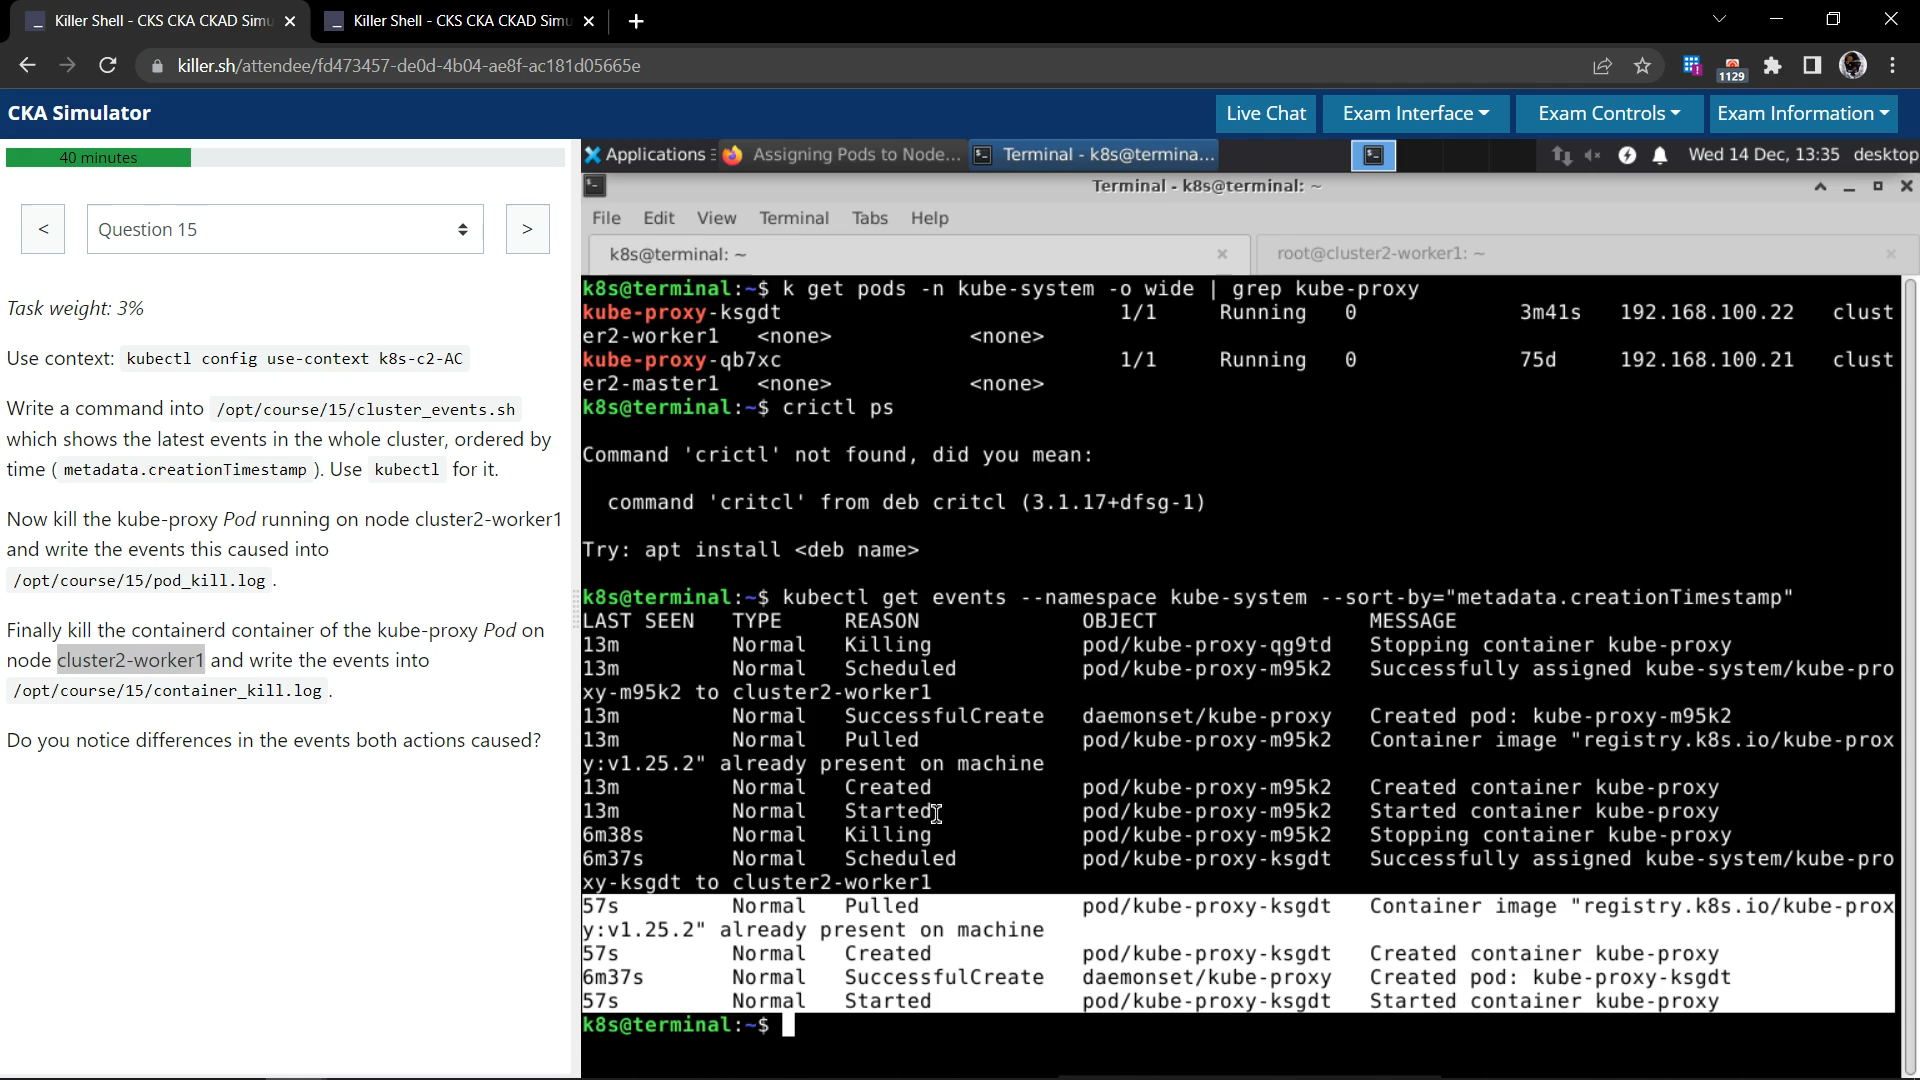 Killer Shell - CKS CKA CKAD Simu
Killer Shell - CKS CKA CKAD Simu
killer.sh/attendee/fd473457-de0d-4b04-ae8f-ac181d05665e
1129
CKA Simulator
Live Chat
Exam Interface
Exam Controls
Exam Information
40 minutes
<
Question 15
>
Task weight: 3%
Use context: kubectl config use-context k8s-c2-AC
Write a command into /opt/course/15/cluster_events.sh
which shows the latest events in the whole cluster, ordered by
time ( metadata.creationTimestamp ). Use kubectl for it.
Now kill the kube-proxy Pod running on node cluster2-worker1
and write the events this caused into
/opt/course/15/pod_kill.log .
Finally kill the containerd container of the kube-proxy Pod on
node cluster2-worker1 and write the events into
/opt/course/15/container_kill.log .
Do you notice differences in the events both actions caused?
Applications
Assigning Pods to Node...
Terminal - k8s@termina...
Wed 14 Dec, 13:35 desktop
Terminal - k8s@terminal: ~
File Edit View Terminal Tabs Help
k8s@terminal: ~
root@cluster2-worker1: ~
k8s@terminal:~$ k get pods -n kube-system -o wide | grep kube-proxy
kube-proxy-ksgdt 1/1 Running 0 3m41s 192.168.100.22 clust
er2-worker1 <none> <none>
kube-proxy-qb7xc 1/1 Running 0 75d 192.168.100.21 clust
er2-master1 <none> <none>
k8s@terminal:~$ crictl ps
Command 'crictl' not found, did you mean:
command 'critcl' from deb critcl (3.1.17+dfsg-1)
Try: apt install <deb name>
k8s@terminal:~$ kubectl get events --namespace kube-system --sort-by="metadata.creationTimestamp"
LAST SEEN TYPE REASON OBJECT MESSAGE
13m Normal Killing pod/kube-proxy-qg9td Stopping container kube-proxy
13m Normal Scheduled pod/kube-proxy-m95k2 Successfully assigned kube-system/kube-pro
xy-m95k2 to cluster2-worker1
13m Normal SuccessfulCreate daemonset/kube-proxy Created pod: kube-proxy-m95k2
13m Normal Pulled pod/kube-proxy-m95k2 Container image "registry.k8s.io/kube-prox
y:v1.25.2" already present on machine
13m Normal Created pod/kube-proxy-m95k2 Created container kube-proxy
13m Normal Started pod/kube-proxy-m95k2 Started container kube-proxy
6m38s Normal Killing pod/kube-proxy-m95k2 Stopping container kube-proxy
6m37s Normal Scheduled pod/kube-proxy-ksgdt Successfully assigned kube-system/kube-pro
xy-ksgdt to cluster2-worker1
57s Normal Pulled pod/kube-proxy-ksgdt Container image "registry.k8s.io/kube-prox
y:v1.25.2" already present on machine
57s Normal Created pod/kube-proxy-ksgdt Created container kube-proxy
6m37s Normal SuccessfulCreate daemonset/kube-proxy Created pod: kube-proxy-ksgdt
57s Normal Started pod/kube-proxy-ksgdt Started container kube-proxy
k8s@terminal:~$